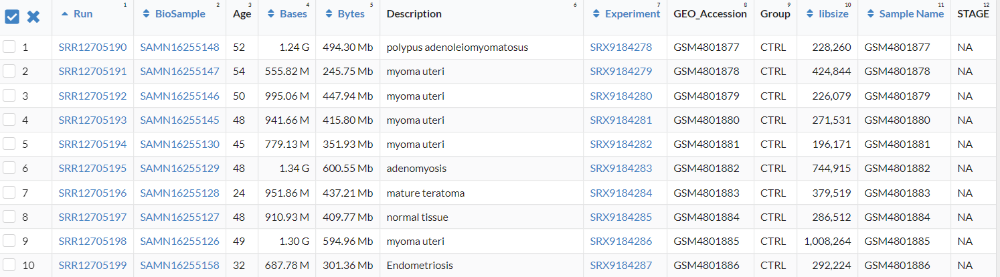 1 2 3 4 5 6 7 8 9 10 11 12
Run BioSample Age Bases Bytes Description Experiment GEO_Accession Group libsize Sample Name STAGE
1 SRR12705190 SAMN16255148 52 1.24 G 494.30 Mb polypus adenoleiomyomatosus SRX9184278 GSM4801877 CTRL 228,260 GSM4801877 NA
2 SRR12705191 SAMN16255147 54 555.82 M 245.75 Mb myoma uteri SRX9184279 GSM4801878 CTRL 424,844 GSM4801878 NA
3 SRR12705192 SAMN16255146 50 995.06 M 447.94 Mb myoma uteri SRX9184280 GSM4801879 CTRL 226,079 GSM4801879 NA
4 SRR12705193 SAMN16255145 48 941.66 M 415.80 Mb myoma uteri SRX9184281 GSM4801880 CTRL 271,531 GSM4801880 NA
5 SRR12705194 SAMN16255130 45 779.13 M 351.93 Mb myoma uteri SRX9184282 GSM4801881 CTRL 196,171 GSM4801881 NA
6 SRR12705195 SAMN16255129 48 1.34 G 600.55 Mb adenomyosis SRX9184283 GSM4801882 CTRL 744,915 GSM4801882 NA
7 SRR12705196 SAMN16255128 24 951.86 M 437.21 Mb mature teratoma SRX9184284 GSM4801883 CTRL 379,519 GSM4801883 NA
8 SRR12705197 SAMN16255127 48 910.93 M 409.77 Mb normal tissue SRX9184285 GSM4801884 CTRL 286,512 GSM4801884 NA
9 SRR12705198 SAMN16255126 49 1.30 G 594.96 Mb myoma uteri SRX9184286 GSM4801885 CTRL 1,008,264 GSM4801885 NA
10 SRR12705199 SAMN16255158 32 687.78 M 301.36 Mb Endometriosis SRX9184287 GSM4801886 CTRL 292,224 GSM4801886 NA